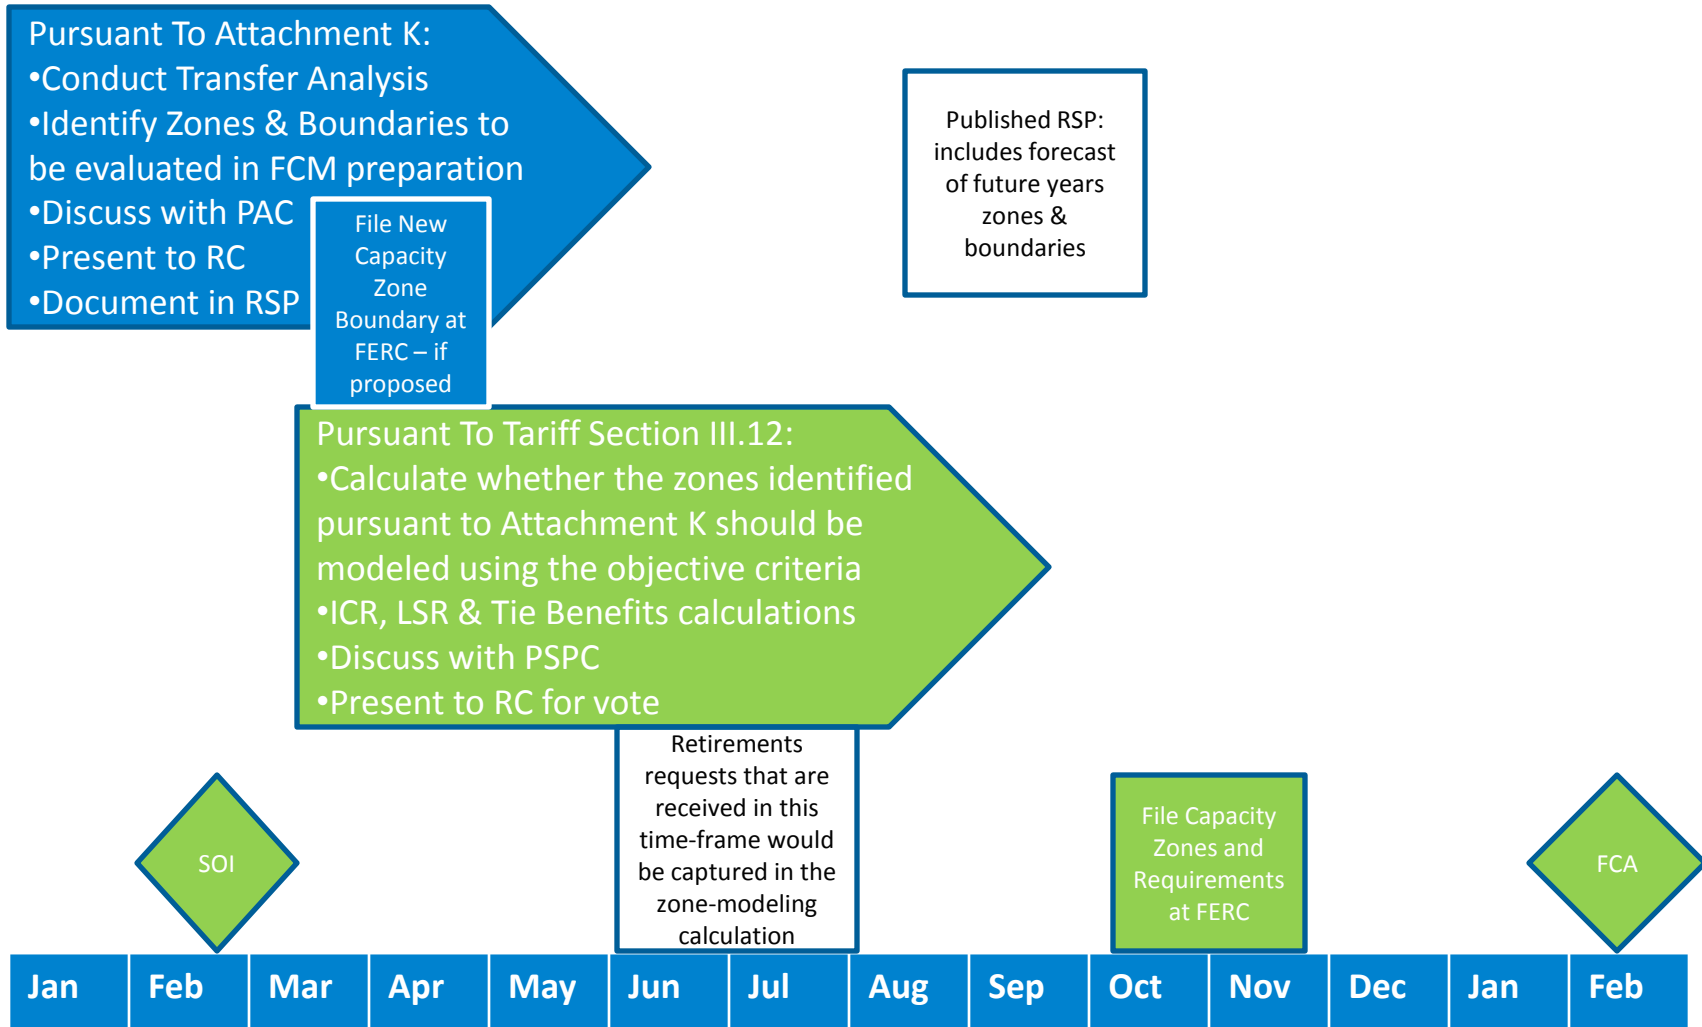 Pursuant To Attachment K:
•Conduct Transfer Analysis
•Identify Zones & Boundaries to
be evaluated in FCM preparation
•Discuss with PAC
•Present to RC
•Document in RSP
File New
Capacity
Zone
Boundary at
FERC – if
proposed
Published RSP:
includes forecast
of future years
zones &
boundaries
Pursuant To Tariff Section III.12:
•Calculate whether the zones identified
pursuant to Attachment K should be
modeled using the objective criteria
•ICR, LSR & Tie Benefits calculations
•Discuss with PSPC
•Present to RC for vote
Retirements
requests that are
received in this
time-frame would
be captured in the
zone-modeling
calculation
SOI
File Capacity
Zones and
Requirements
at FERC
FCA
Jan Feb Mar Apr May Jun Jul Aug Sep Oct Nov Dec Jan Feb